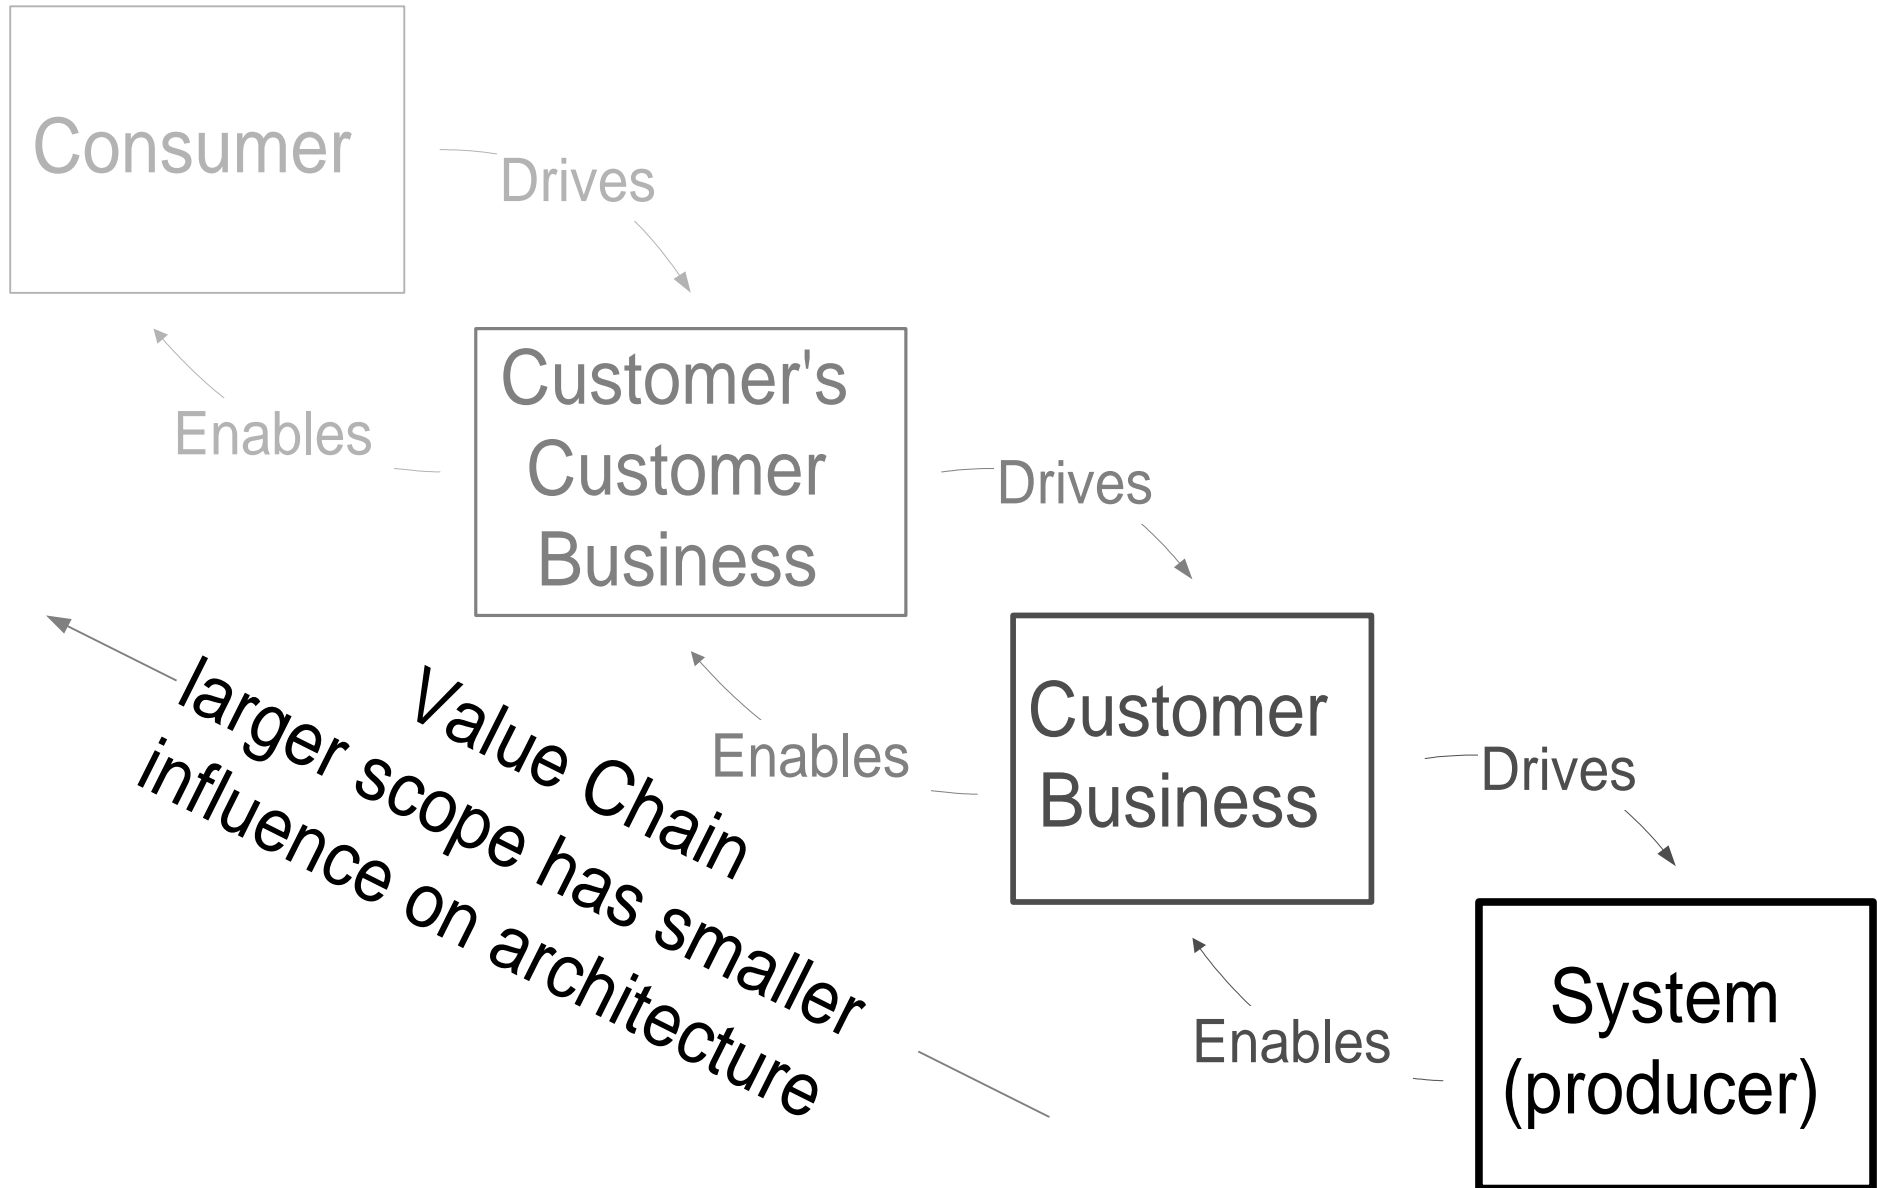 Consumer
Drives
Enables
Customer's
Customer
Business
Drives
Enables
Customer
Business
Drives
Enables
System
(producer)
Value Chain
larger scope has smaller
influence on architecture